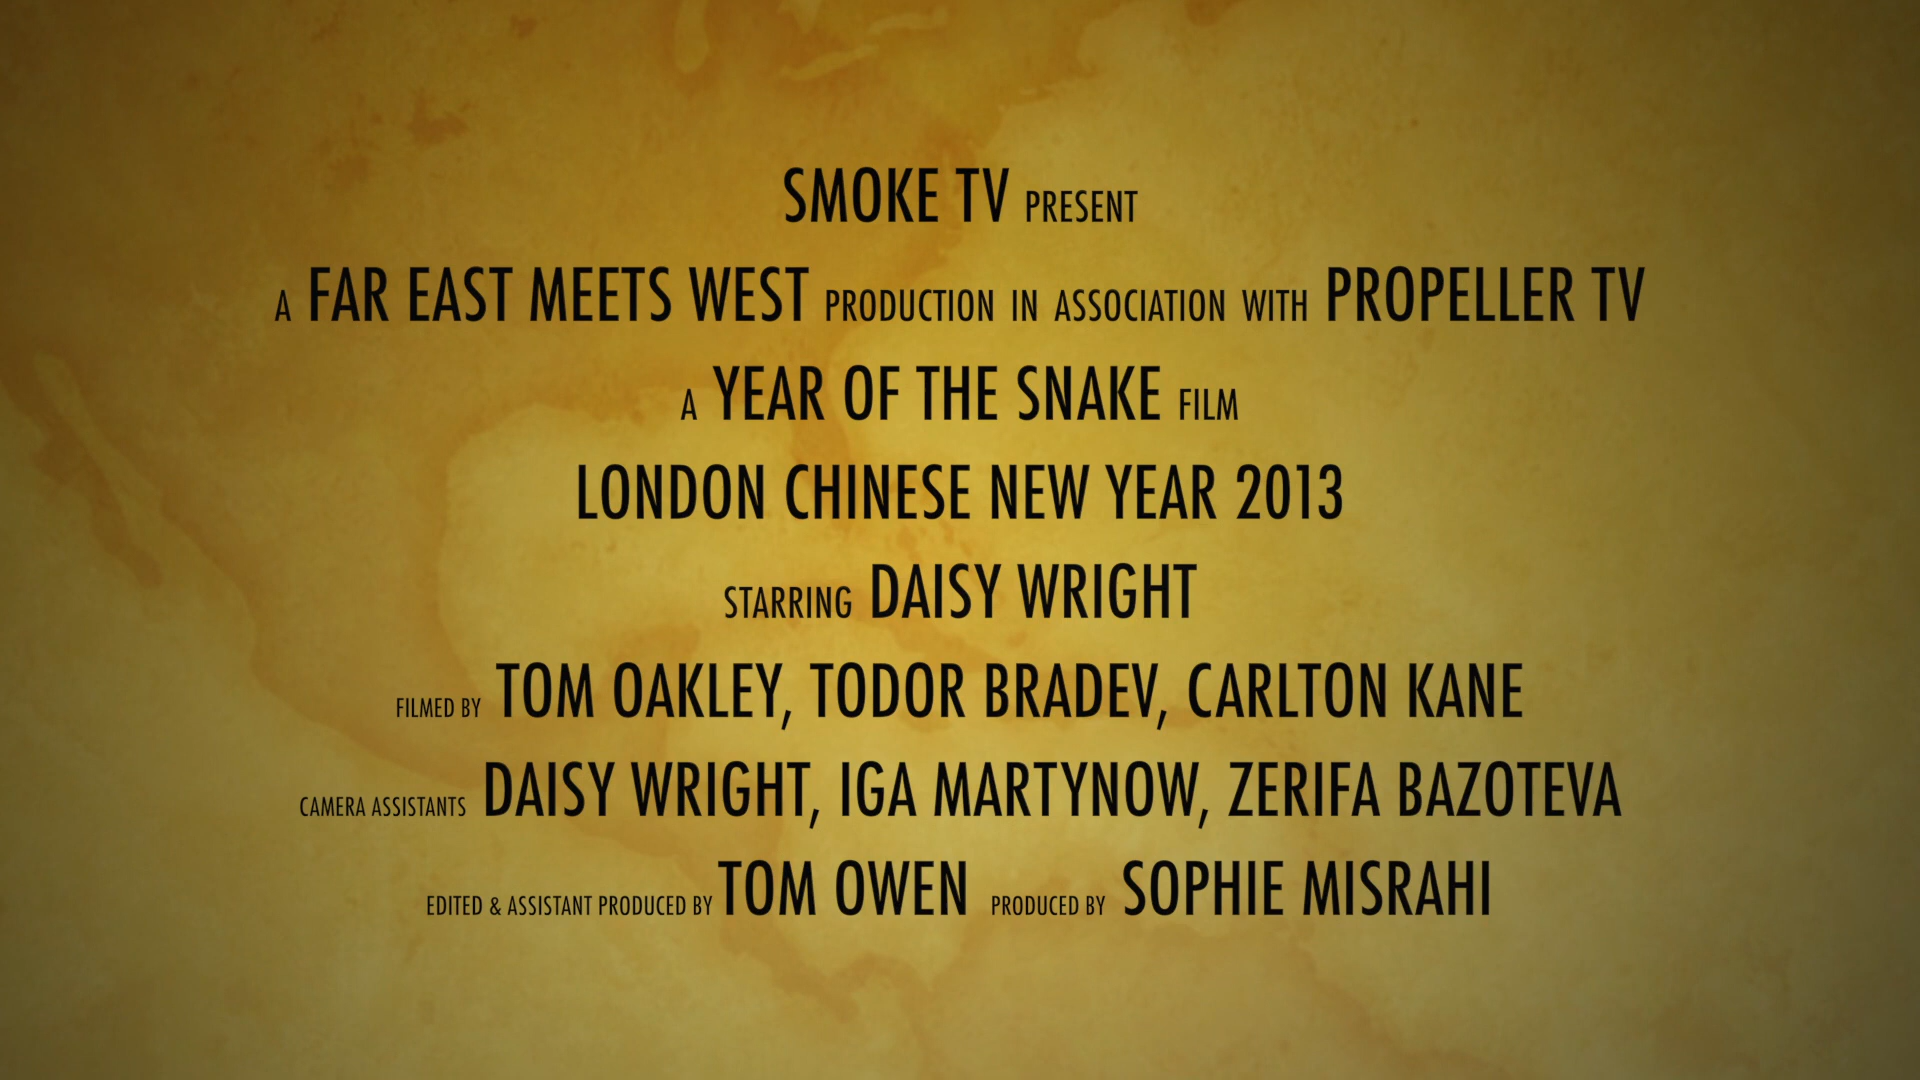 SMOKE TV PRESENT
A FAR EAST MEETS WEST PRODUCTION IN ASSOCIATION WITH PROPELLER TV
A YEAR OF THE SNAKE FILM
LONDON CHINESE NEW YEAR 2013
STARRING DAISY WRIGHT
FILMED BY TOM OAKLEY, TODOR BRADEV, CARLTON KANE
CAMERA ASSISTANTS DAISY WRIGHT, IGA MARTYNOW, ZERIFA BAZOTEVA
EDITED & ASSISTANT PRODUCED BY TOM OWEN PRODUCED BY SOPHIE MISRAHI